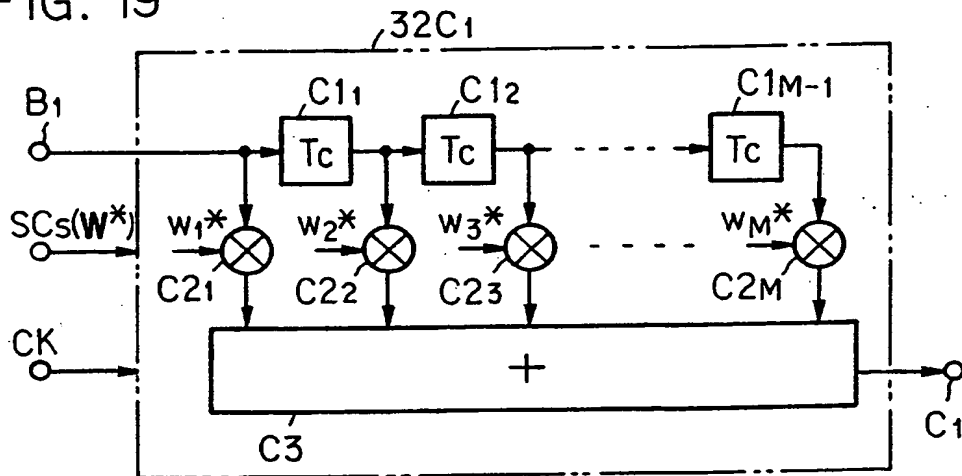 FIG. 19
32C1
B1
C11
C12
C1M-1
Tc
Tc
Tc
SCs(W*)
w1*
w2*
w3*
wM*
C21
C22
C23
C2M
CK
+
C1
C3